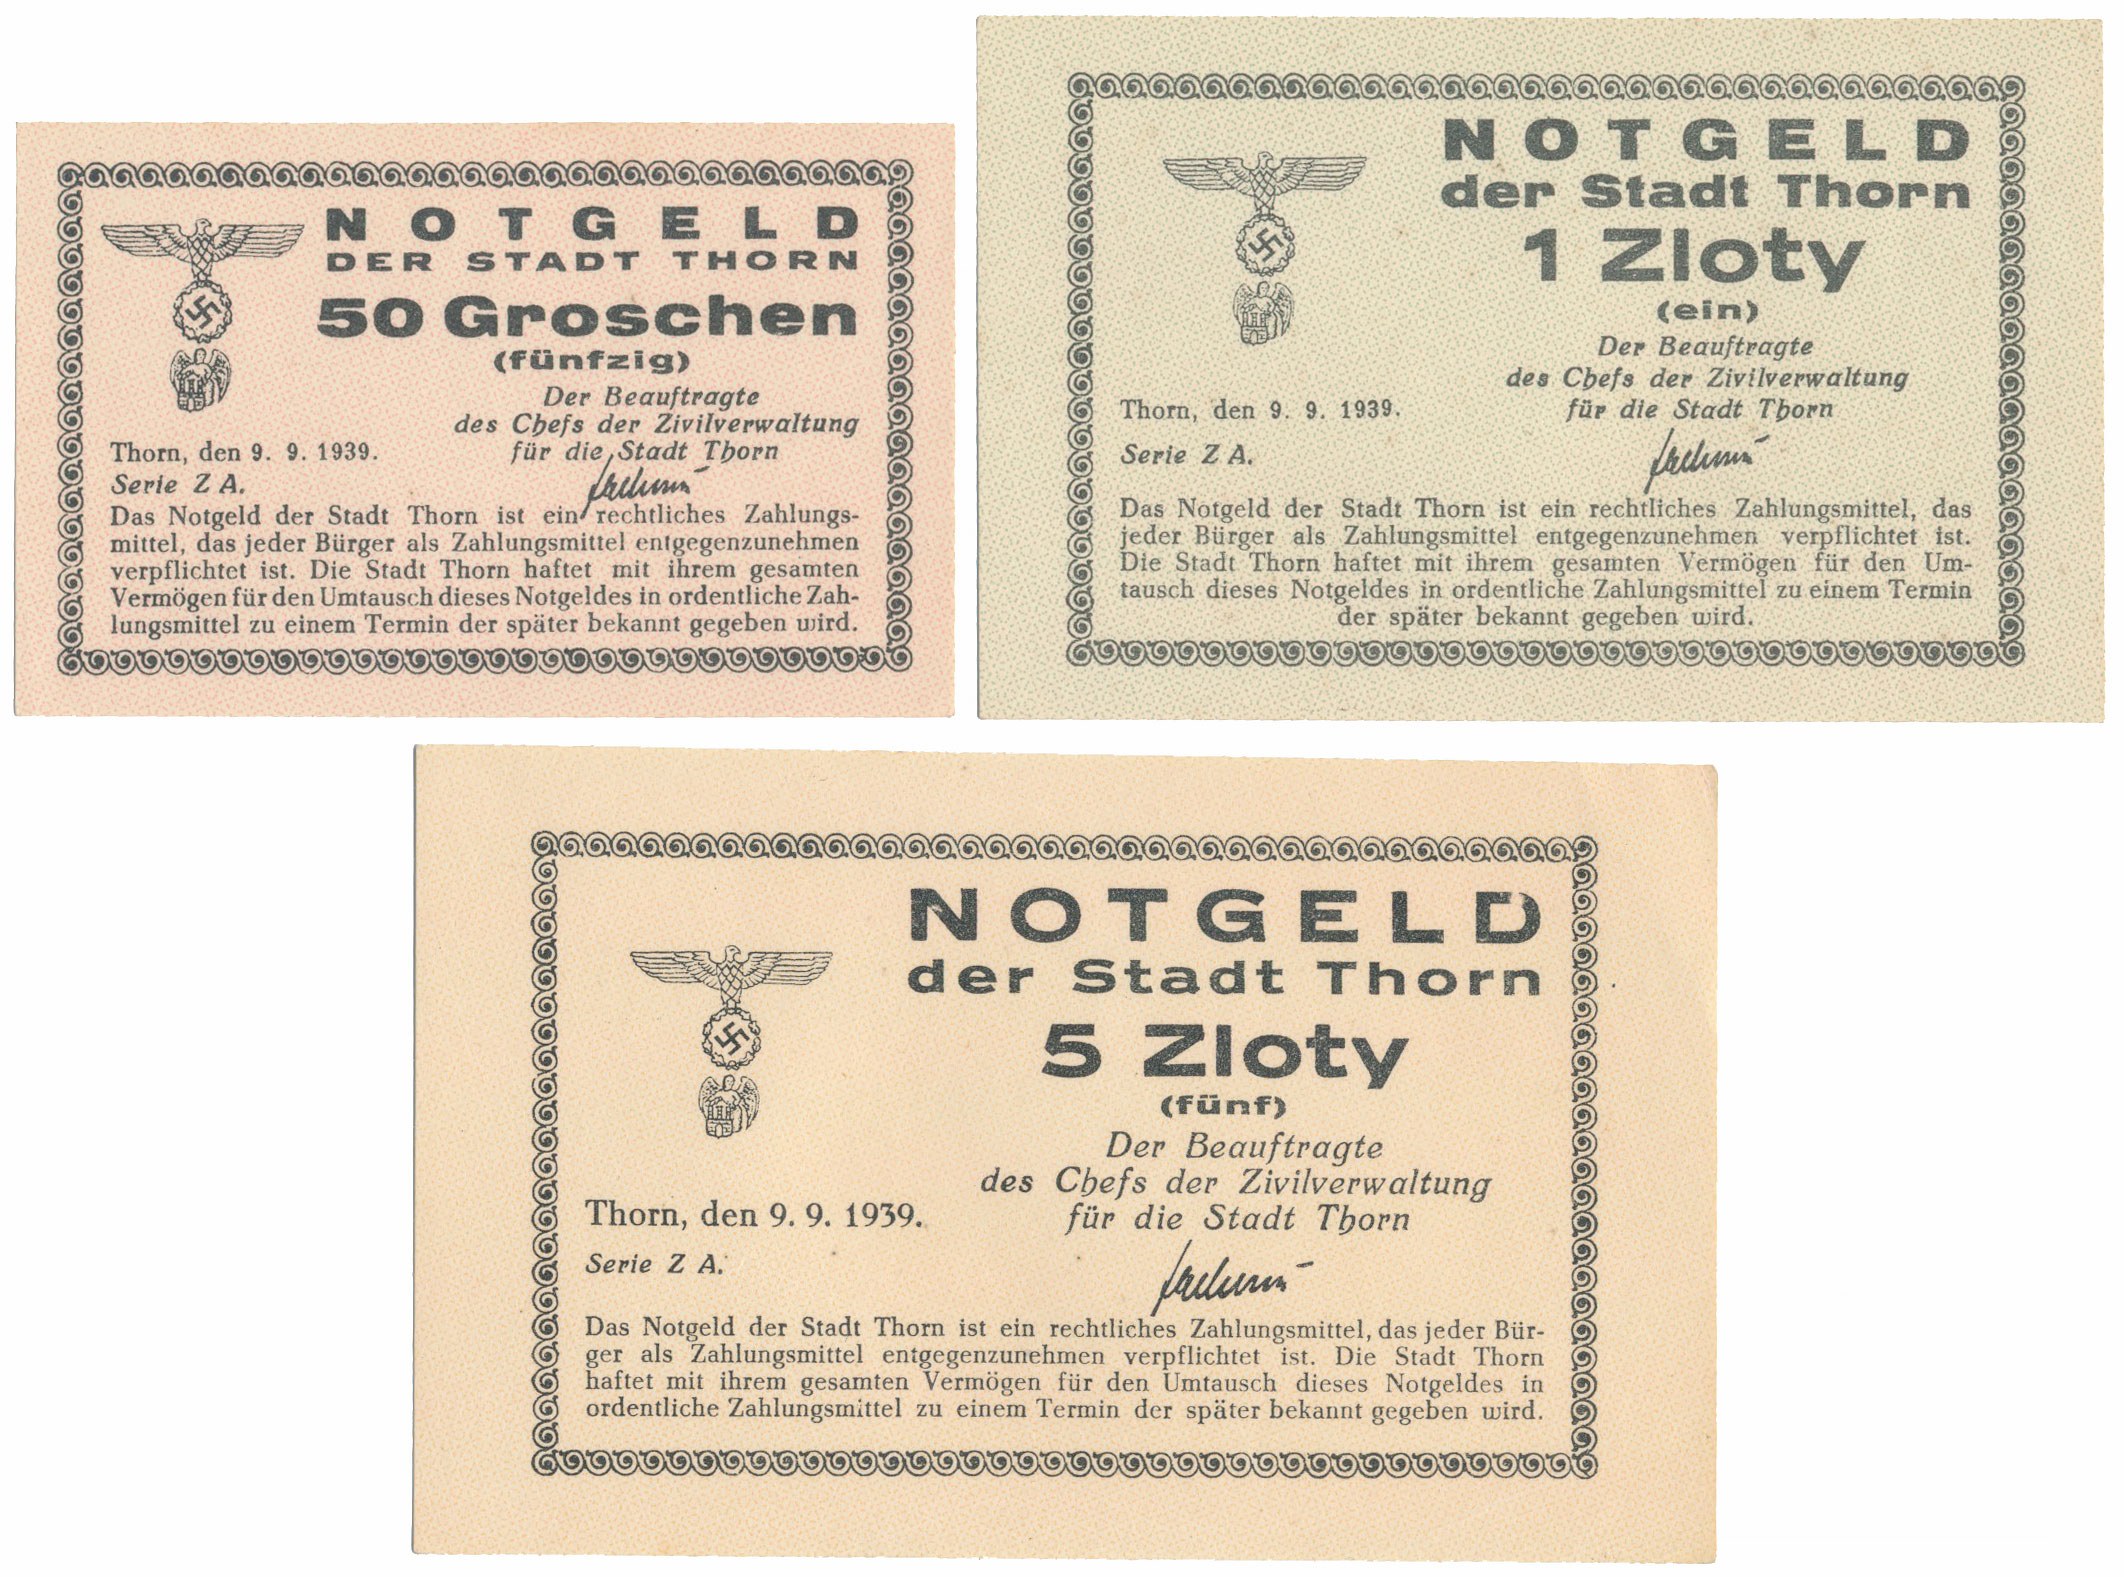 NOTGELD
DER STADT THORN
50 Groschen
(fünfzig)
Der Beauftragte
des Chefs der Zivilverwaltung
für die Stadt Thorn
Thorn, den 9. 9. 1939.
Serie Z A.
Das Notgeld der Stadt Thorn ist ein rechtliches Zahlungs-
mittel, das jeder Bürger als Zahlungsmittel entgegenzunehmen
verpflichtet ist. Die Stadt Thorn haftet mit ihrem gesamten
Vermögen für den Umtausch dieses Notgeldes in ordentliche Zah-
lungsmittel zu einem Termin der später bekannt gegeben wird.
NOTGELD
der Stadt Thorn
1 Zloty
(ein)
Der Beauftragte
des Chefs der Zivilverwaltung
für die Stadt Thorn
Thorn, den 9. 9. 1939.
Serie Z A.
Das Notgeld der Stadt Thorn ist ein rechtliches Zahlungsmittel, das
jeder Bürger als Zahlungsmittel entgegenzunehmen verpflichtet ist.
Die Stadt Thorn haftet mit ihrem gesamten Vermögen für den Um-
tausch dieses Notgeldes in ordentliche Zahlungsmittel zu einem Termin
der später bekannt gegeben wird.
NOTGELD
der Stadt Thorn
5 Zloty
(fünf)
Der Beauftragte
des Chefs der Zivilverwaltung
für die Stadt Thorn
Thorn, den 9. 9. 1939.
Serie Z A.
Das Notgeld der Stadt Thorn ist ein rechtliches Zahlungsmittel, das jeder Bür-
ger als Zahlungsmittel entgegenzunehmen verpflichtet ist. Die Stadt Thorn
haftet mit ihrem gesamten Vermögen für den Umtausch dieses Notgeldes in
ordentliche Zahlungsmittel zu einem Termin der später bekannt gegeben wird.